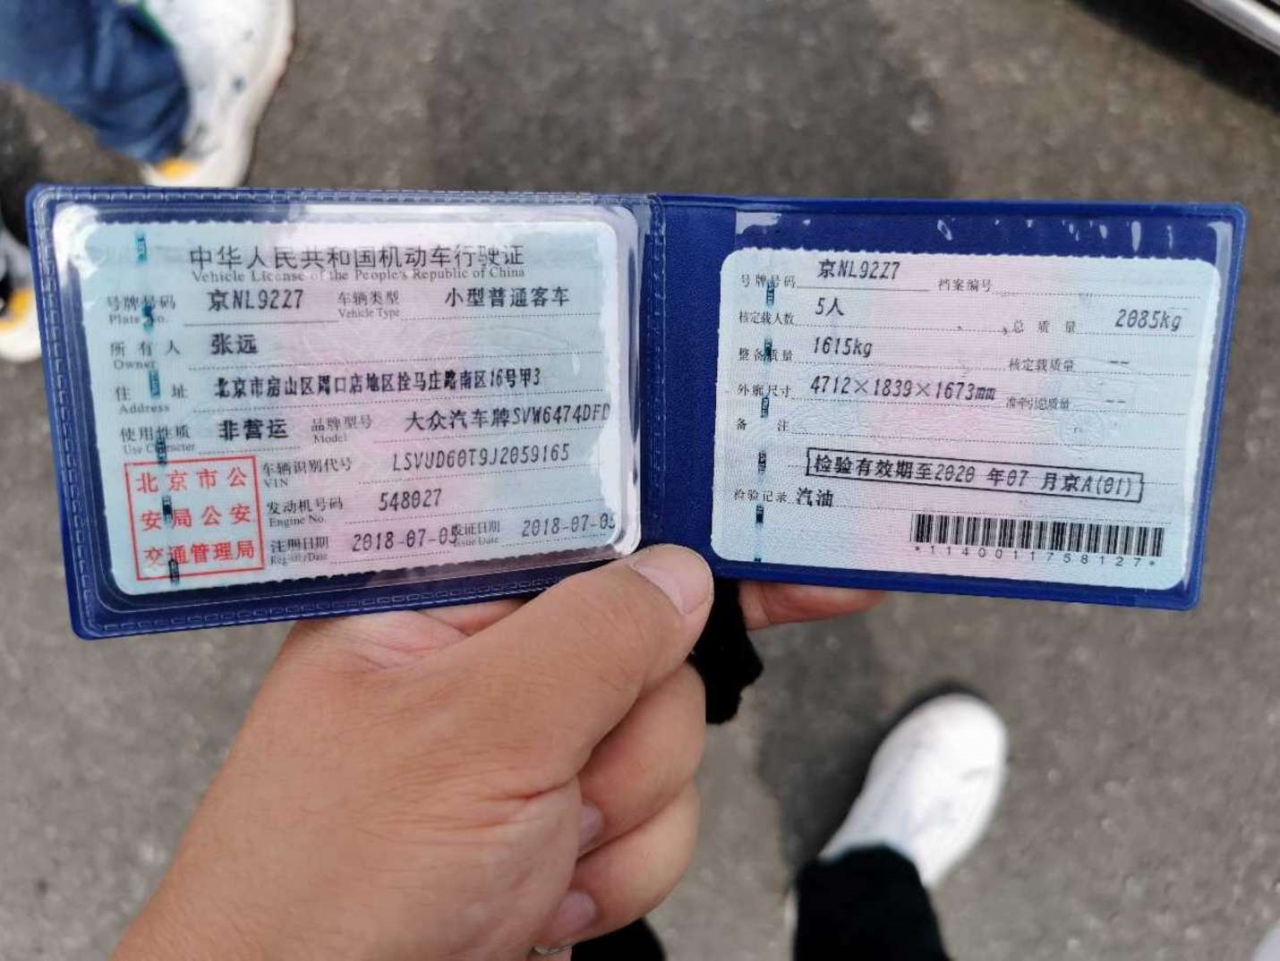 中华人民共和国机动车行驶证
Vehicle License of the People's Republic of China
号牌号码 京NL92Z7 车辆类型 小型普通客车
Plate No. Vehicle Type
所有人 张远
Owner
住址 北京市房山区周口店地区拴马庄路南区16号甲3
Address
使用性质 非营运 品牌型号 大众汽车牌SVW6474DFD
Use Character Model
北京市公
安局公安
交通管理局
车辆识别代号 LSVUD60T9J2059165
VIN
发动机号码 548027
Engine No.
注册日期 2018-07-05 发证日期 2018-07-05
Register Date Issue Date
号牌号码 京NL92Z7 档案编号
核定载人数 5人 总质量 2085kg
整备质量 1615kg 核定载质量 --
外廓尺寸 4712×1839×1673mm 准牵引总质量 --
备注
检验有效期至2020 年07 月京A(01)
检验记录 汽油
*1140011758127*